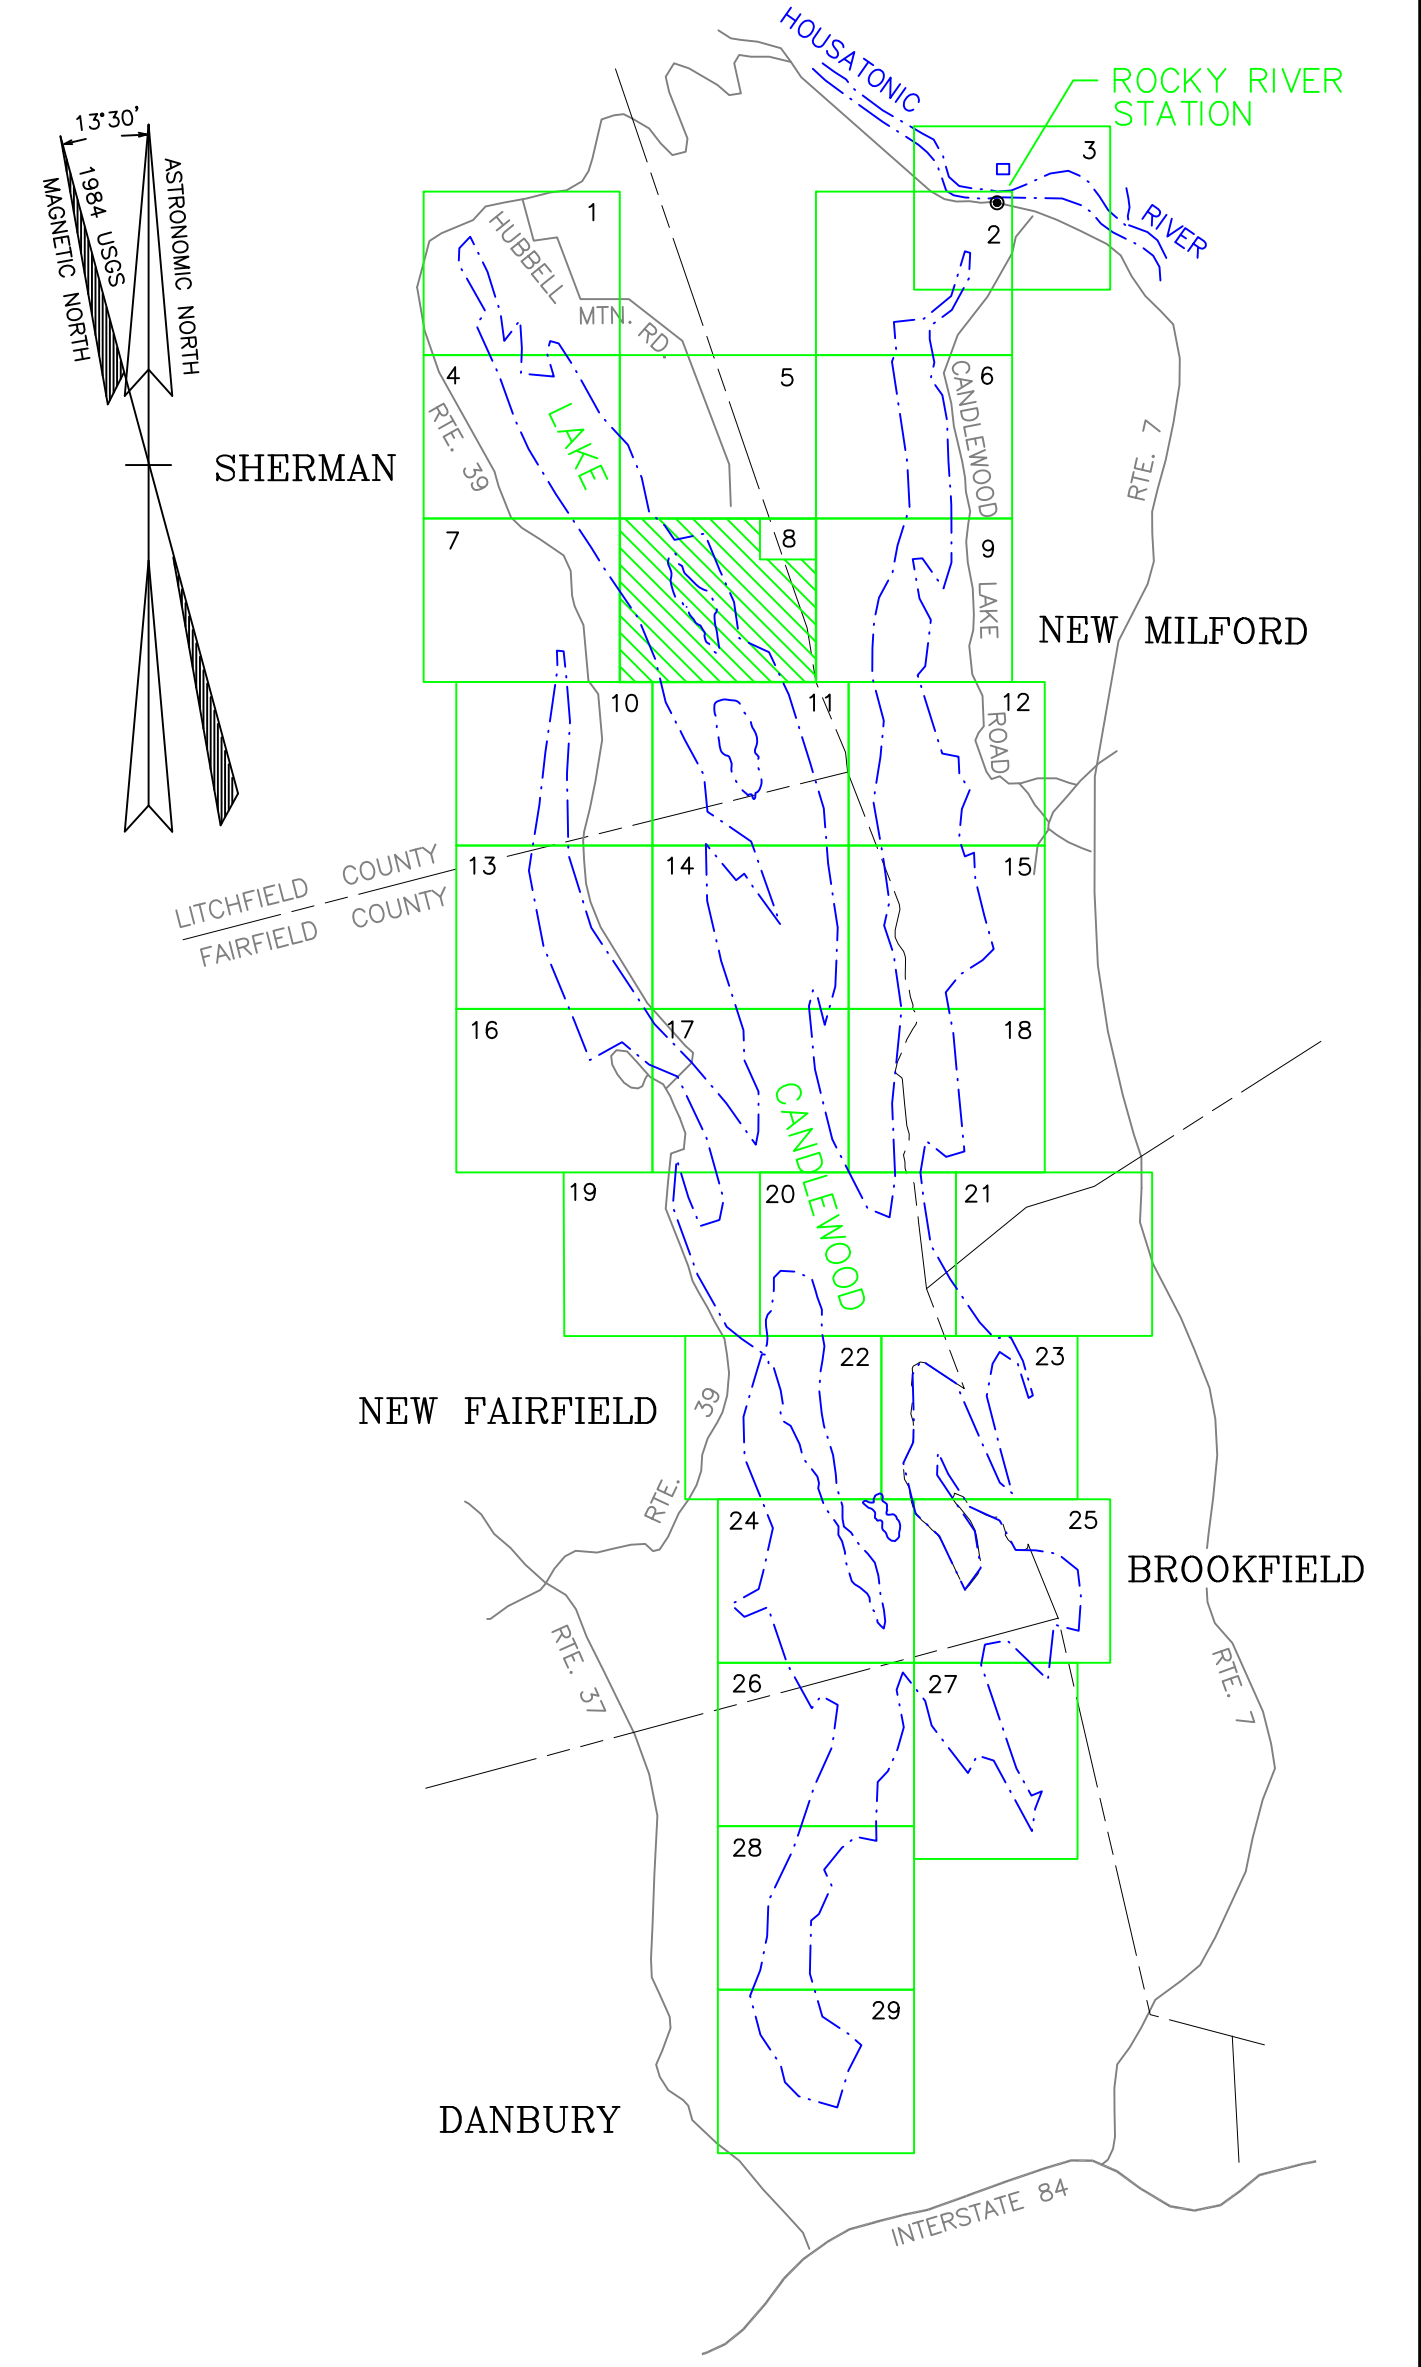 HOUSATONIC
ROCKY RIVER
STATION
13°30'
3
ASTRONOMIC NORTH
1984 USGS
MAGNETIC NORTH
1
2
RIVER
HUBBELL
MTN. RD.
4
5
6
RTE. 39
LAKE
CANDLEWOOD
RTE. 7
SHERMAN
7
8
9
LAKE
NEW MILFORD
10
11
12
ROAD
LITCHFIELD COUNTY
FAIRFIELD COUNTY
13
14
15
16
17
18
CANDLEWOOD
19
20
21
22
23
NEW FAIRFIELD
RTE. 39
24
25
BROOKFIELD
RTE. 37
RTE. 7
26
27
28
29
DANBURY
INTERSTATE 84